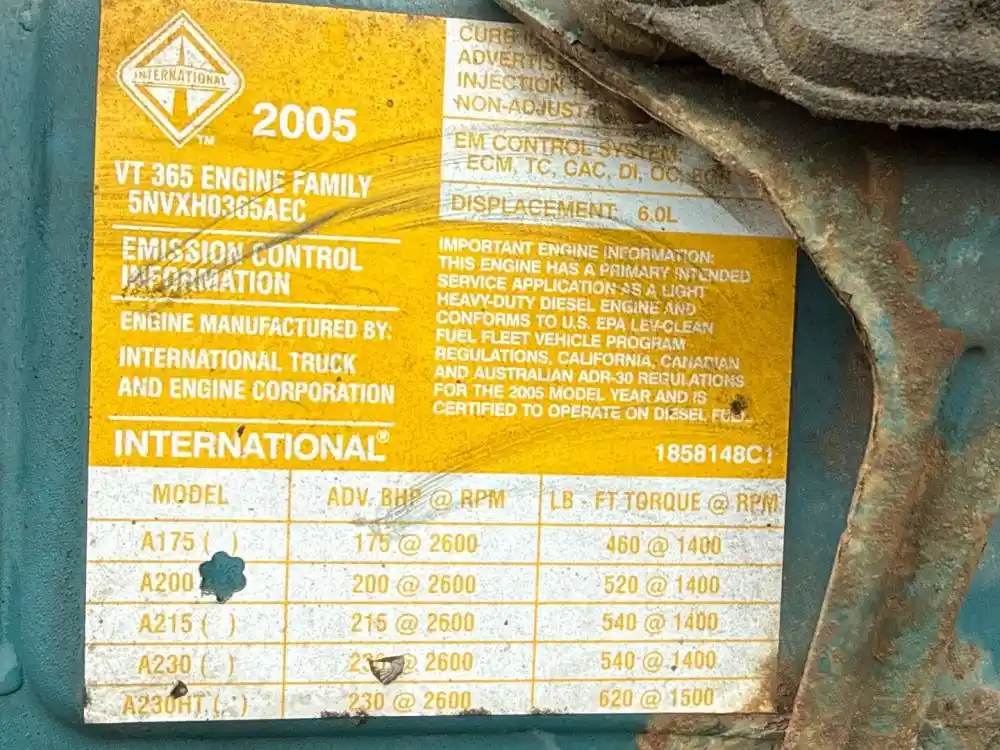 INTERNATIONAL
TM
2005
VT 365 ENGINE FAMILY
5NVXH0365AEC
EMISSION CONTROL
INFORMATION
ENGINE MANUFACTURED BY:
INTERNATIONAL TRUCK
AND ENGINE CORPORATION
INTERNATIONAL®
CURB
ADVERTIS
INJECTION
NON-ADJUST
EM CONTROL SYSTEM:
ECM, TC, CAC, DI, OC,
DISPLACEMENT: 6.0L
IMPORTANT ENGINE INFORMATION:
THIS ENGINE HAS A PRIMARY INTENDED
SERVICE APPLICATION AS A LIGHT
HEAVY-DUTY DIESEL ENGINE AND
CONFORMS TO U.S. EPA LEV-CLEAN
FUEL FLEET VEHICLE PROGRAM
REGULATIONS, CALIFORNIA, CANADIAN
AND AUSTRALIAN ADR-30 REGULATIONS
FOR THE 2005 MODEL YEAR AND IS
CERTIFIED TO OPERATE ON DIESEL FUEL.
1858148C1
MODEL ADV. BHP @ RPM LB - FT TORQUE @ RPM
A175 ( ) 175 @ 2600 460 @ 1400
A200 200 @ 2600 520 @ 1400
A215 ( ) 215 @ 2600 540 @ 1400
A230 ( ) @ 2600 540 @ 1400
A230HT ( ) 230 @ 2600 620 @ 1500